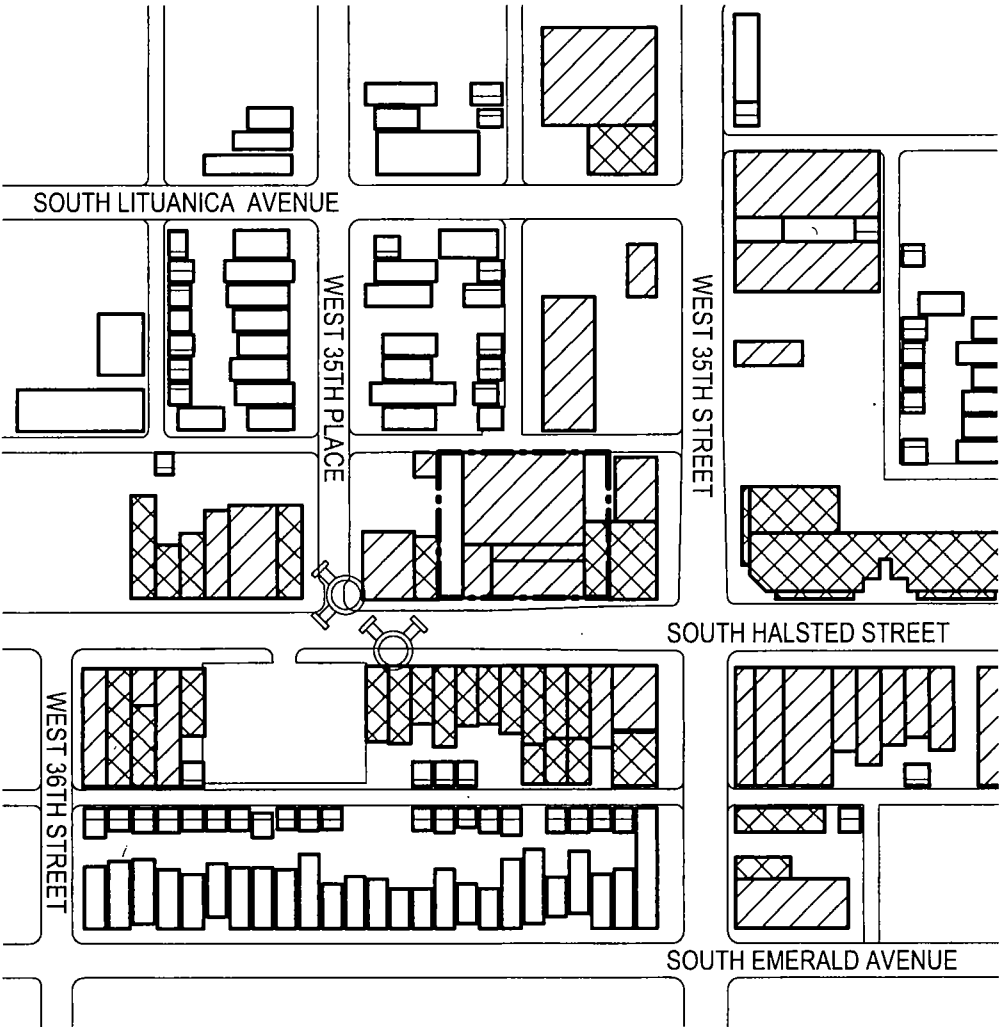 SOUTH LITUANICA AVENUE
WEST 35TH PLACE
WEST 35TH STREET
SOUTH HALSTED STREET
WEST 36TH STREET
SOUTH EMERALD AVENUE